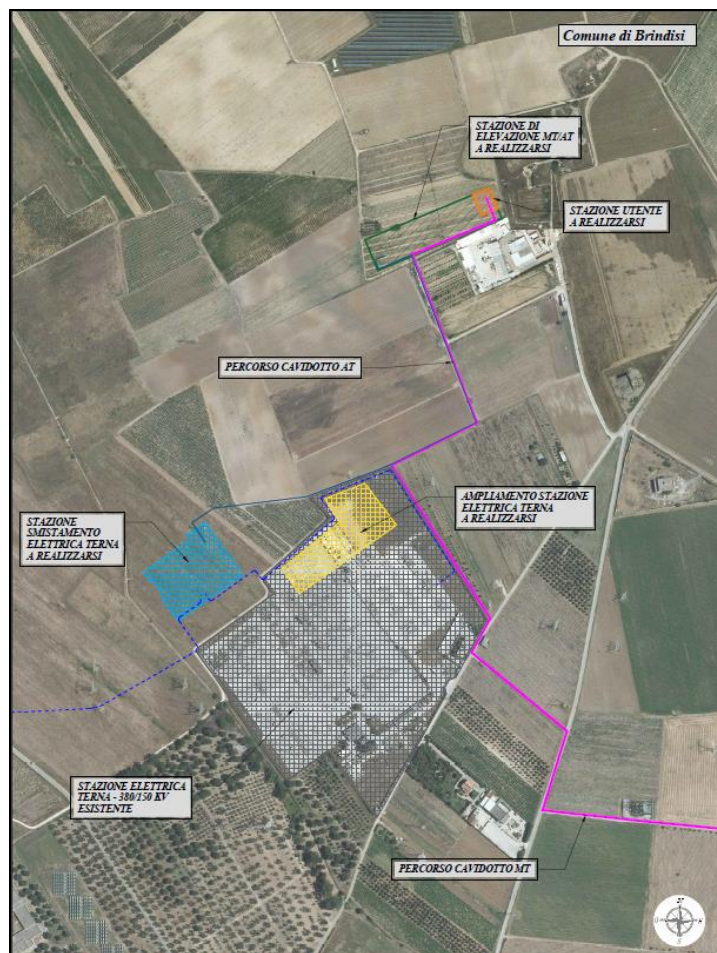 Comune di Brindisi
STAZIONE DI
ELEVAZIONE MT/AT
A REALIZZARSI
STAZIONE UTENTE
A REALIZZARSI
PERCORSO CAVIDOTTO AT
AMPLIAMENTO STAZIONE
ELETTRICA TERNA
A REALIZZARSI
STAZIONE
SMISTAMENTO
ELETTRICA TERNA
A REALIZZARSI
STAZIONE ELETTRICA
TERNA - 380/150 KV
ESISTENTE
PERCORSO CAVIDOTTO MT